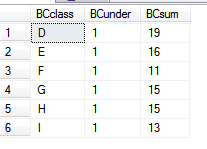 BCclass BCunder BCsum
1 D 1 19
2 E 1 16
3 F 1 11
4 G 1 15
5 H 1 15
6 I 1 13